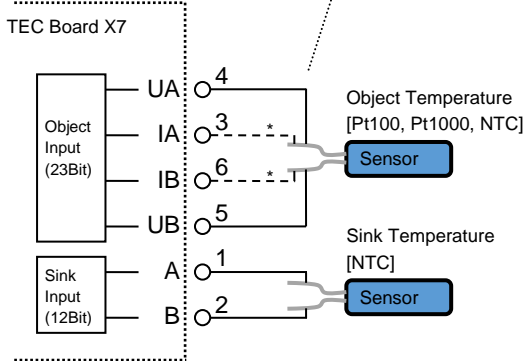 TEC Board X7
UA 4
Object Temperature
[Pt100, Pt1000, NTC]
Object
Input
(23Bit)
IA 3 *
Sensor
IB 6 *
UB 5
Sink Temperature
[NTC]
Sink
Input
(12Bit)
A 1
Sensor
B 2